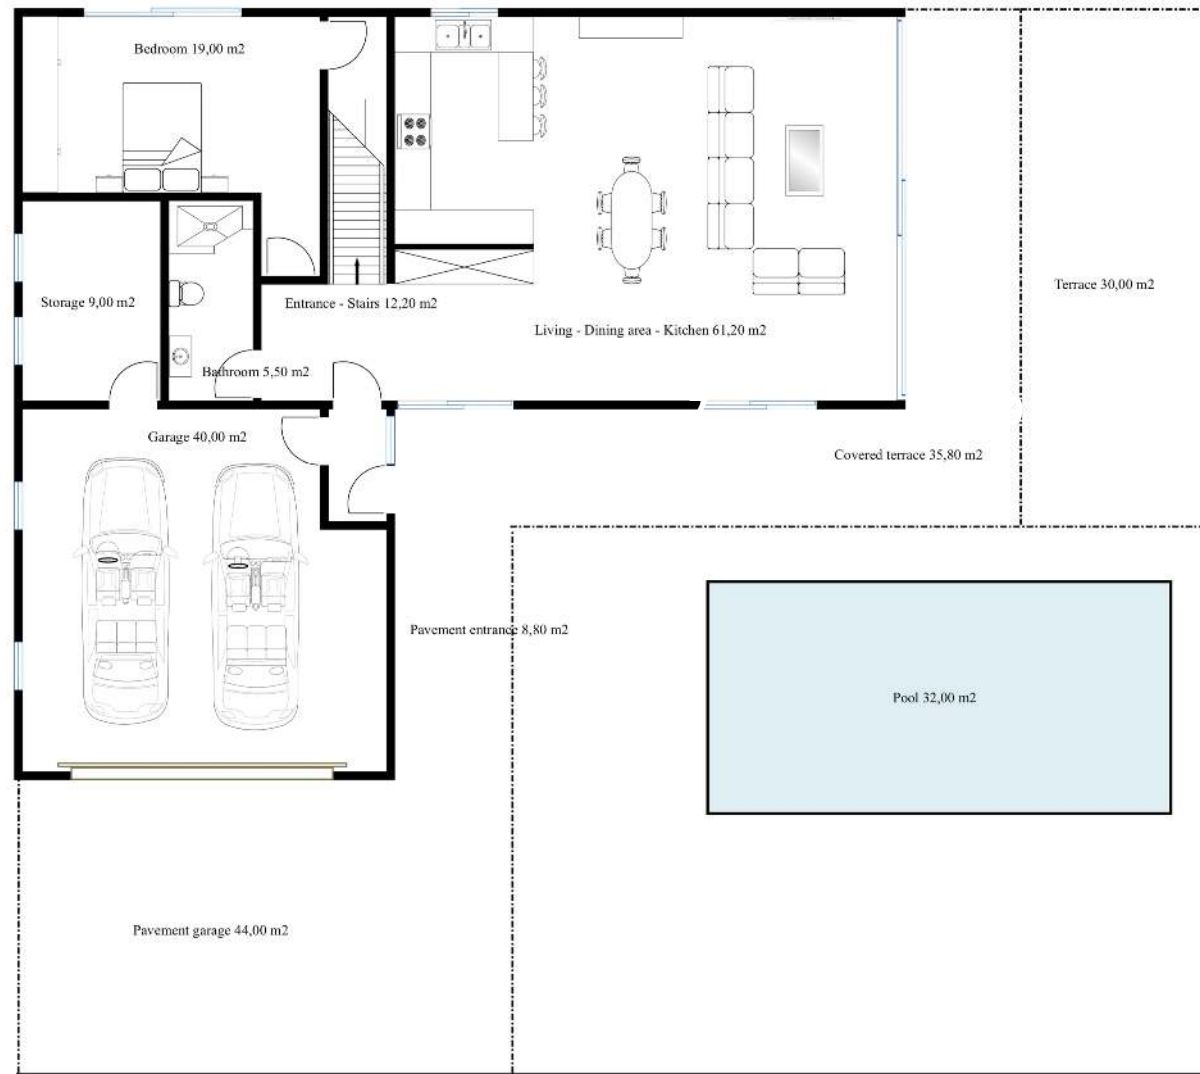 Bedroom 19,00 m2
Terrace 30,00 m2
Storage 9,00 m2
Entrance - Stairs 12,20 m2
Living - Dining area - Kitchen 61,20 m2
Bathroom 5,50 m2
Garage 40,00 m2
Covered terrace 35,80 m2
Pavement entrance 8,80 m2
Pool 32,00 m2
Pavement garage 44,00 m2